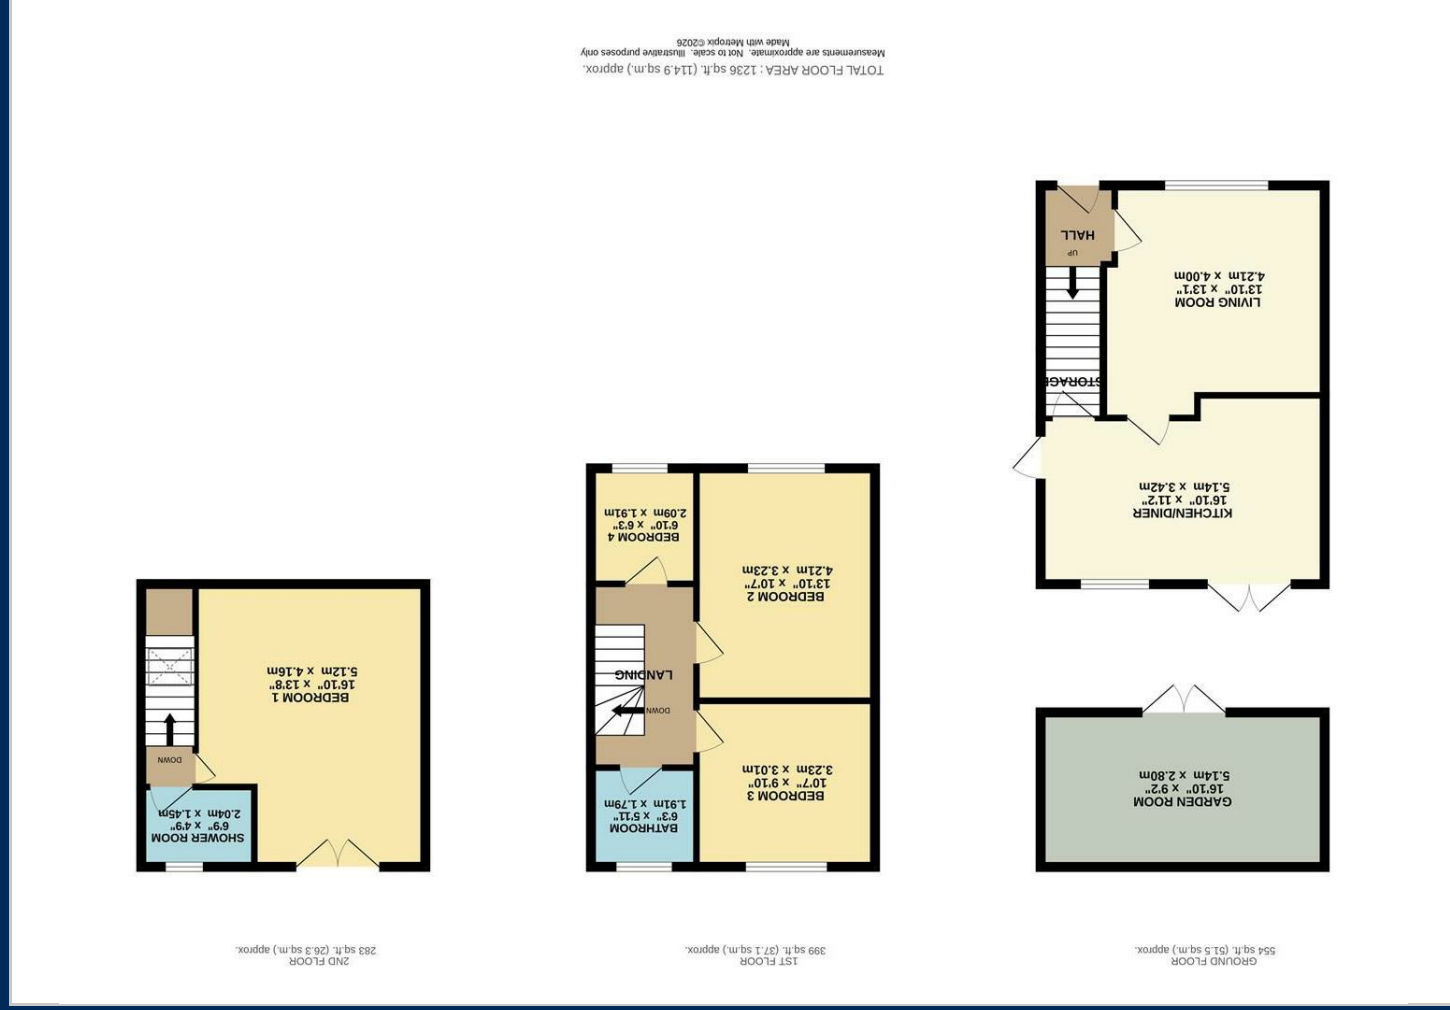 GROUND FLOOR
554 sq.ft. (51.5 sq.m.) approx.
1ST FLOOR
399 sq.ft. (37.1 sq.m.) approx.
2ND FLOOR
283 sq.ft. (26.3 sq.m.) approx.
GARDEN ROOM
16'10" x 9'2"
5.14m x 2.80m
KITCHEN/DINER
16'10" x 11'2"
5.14m x 3.42m
STORAGE
LIVING ROOM
13'10" x 13'1"
4.21m x 4.00m
UP
HALL
BATHROOM
6'3" x 5'11"
1.91m x 1.79m
BEDROOM 3
10'7" x 9'10"
3.23m x 3.01m
DOWN
LANDING
BEDROOM 2
13'10" x 10'7"
4.21m x 3.23m
BEDROOM 4
6'10" x 6'3"
2.09m x 1.91m
SHOWER ROOM
6'9" x 4'9"
2.04m x 1.45m
DOWN
BEDROOM 1
16'10" x 13'8"
5.12m x 4.16m
TOTAL FLOOR AREA : 1236 sq.ft. (114.9 sq.m.) approx.
Measurements are approximate. Not to scale. Illustrative purposes only
Made with Metropix ©2026